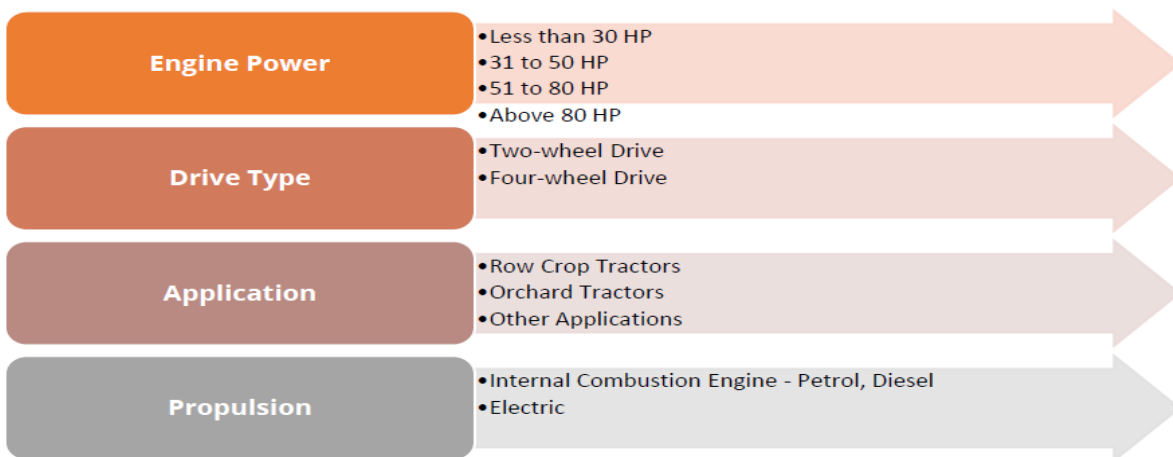 Engine Power
•Less than 30 HP
•31 to 50 HP
•51 to 80 HP
•Above 80 HP
Drive Type
•Two-wheel Drive
•Four-wheel Drive
Application
•Row Crop Tractors
•Orchard Tractors
•Other Applications
Propulsion
•Internal Combustion Engine - Petrol, Diesel
•Electric